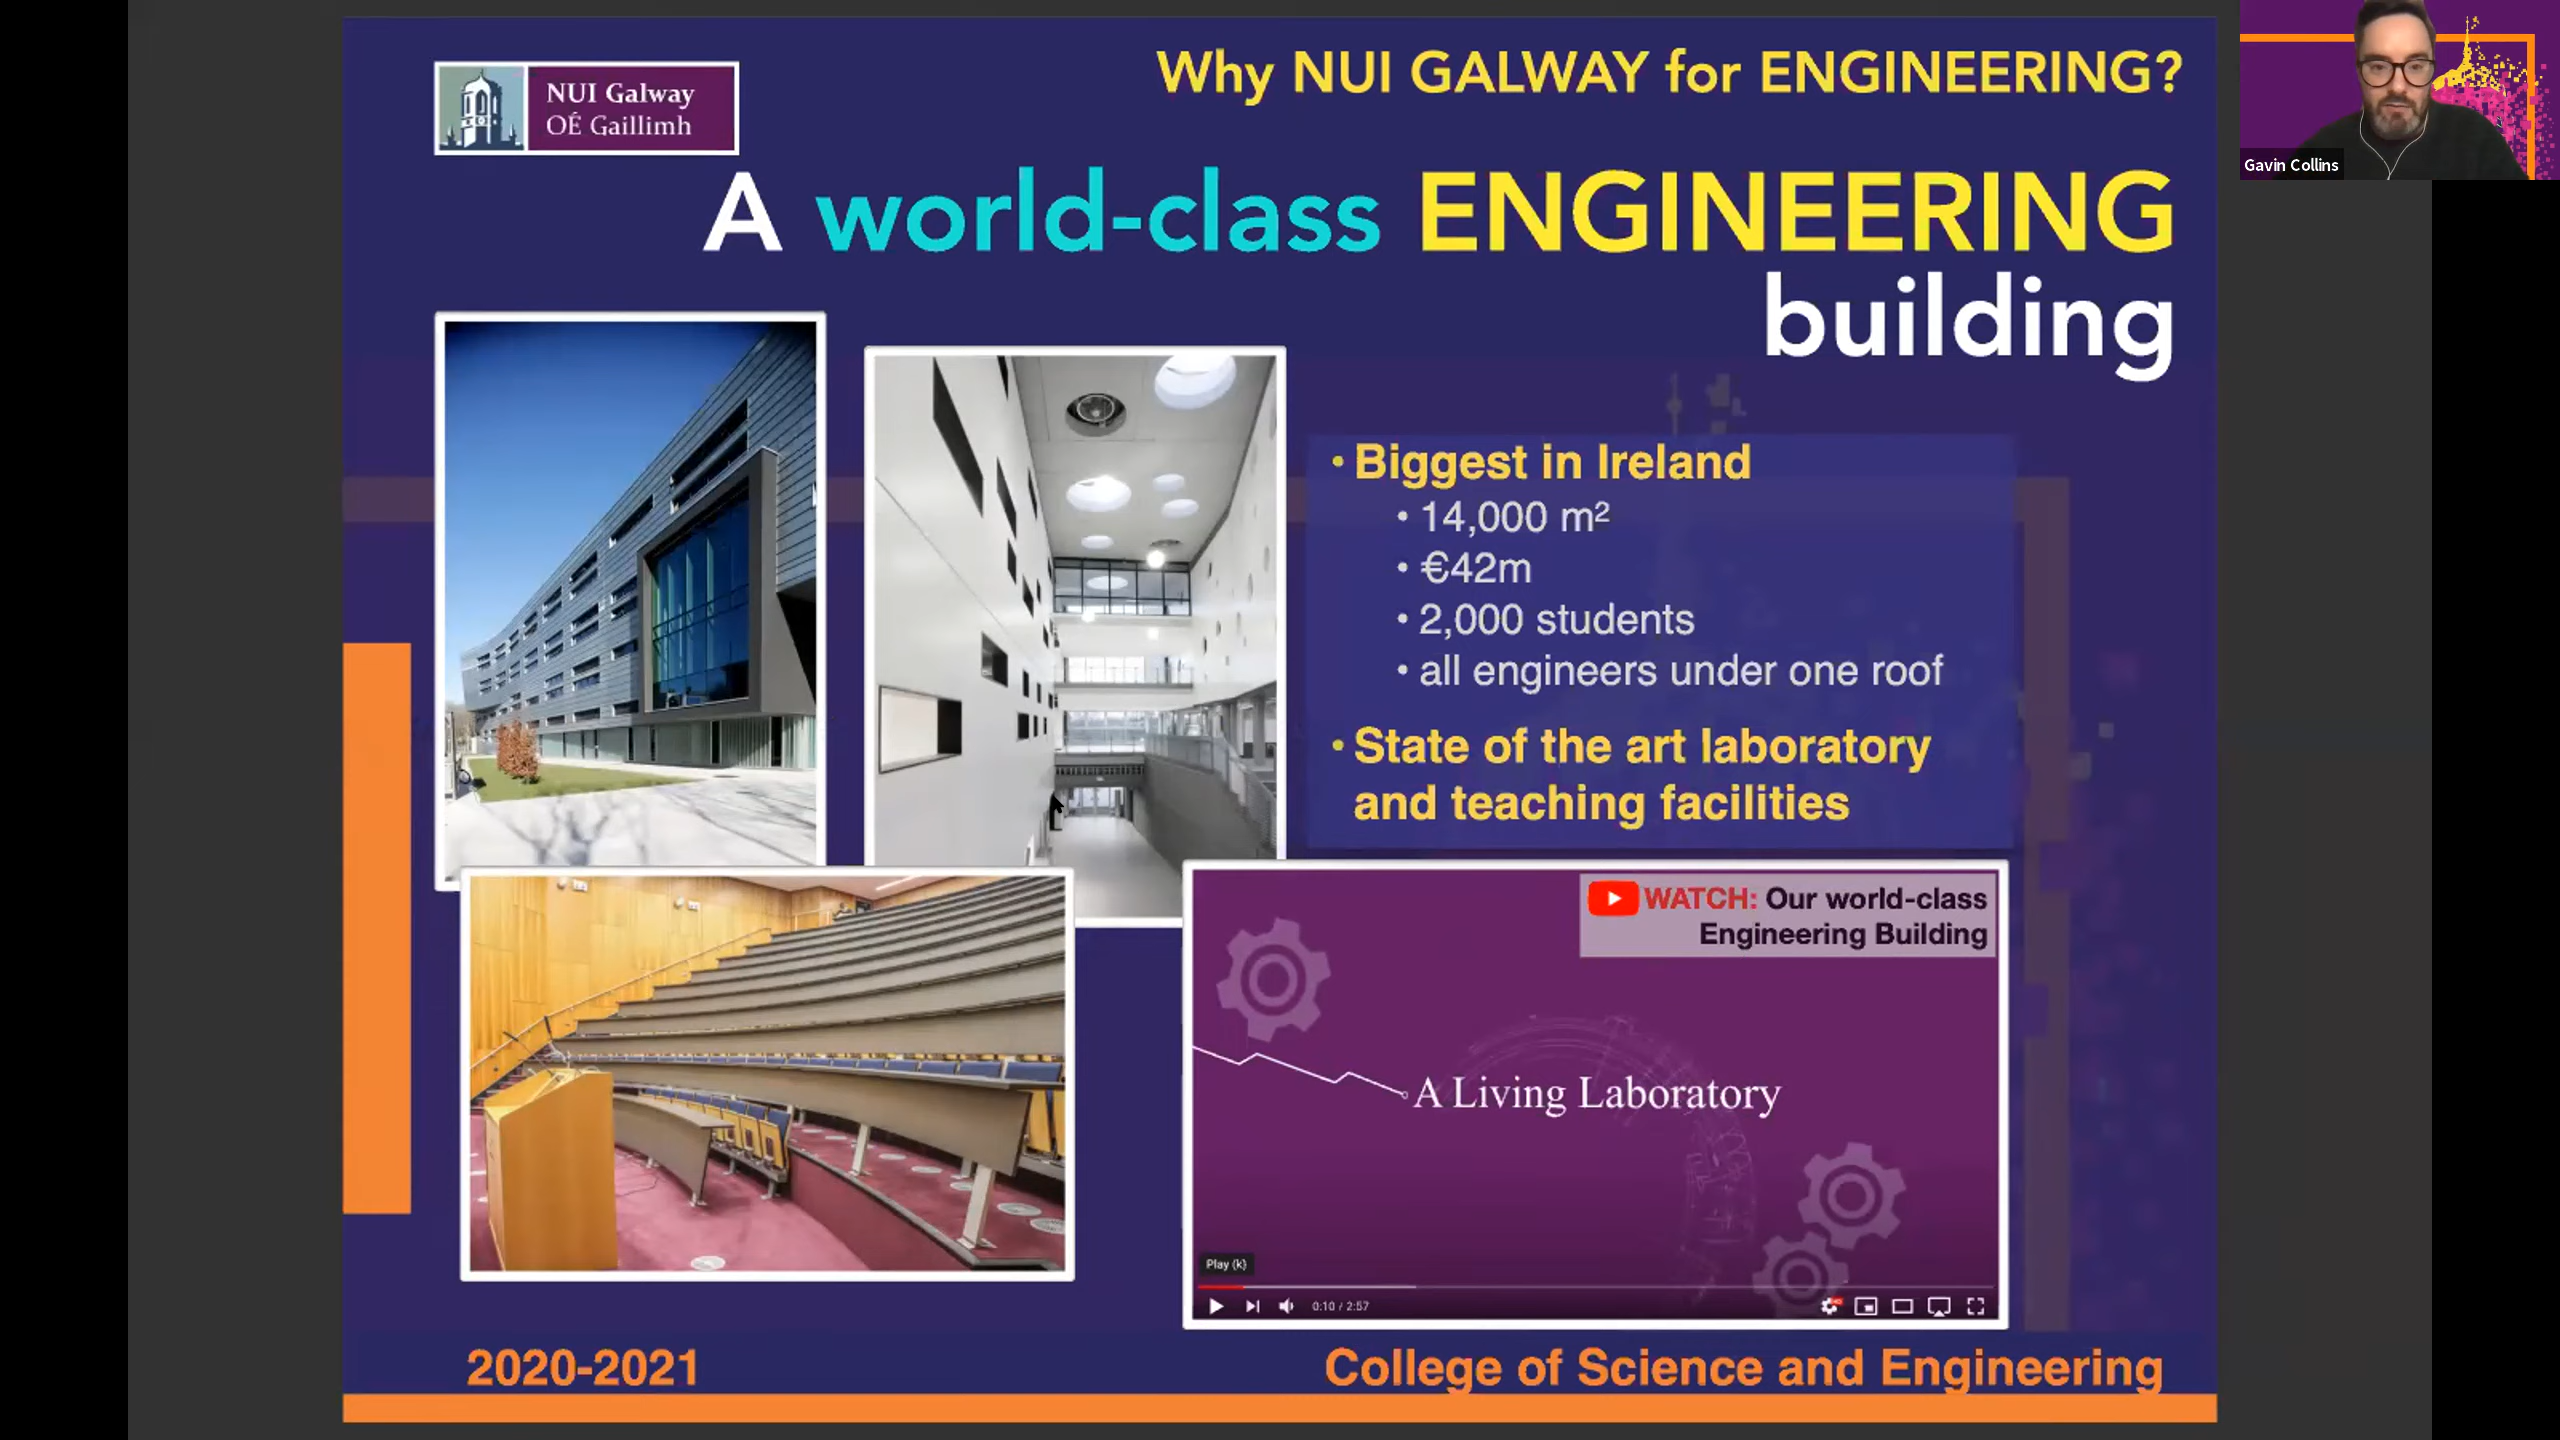 NUI Galway
OÉ Gaillimh
Why NUI GALWAY for ENGINEERING?
A world-class ENGINEERING
building
Gavin Collins
• Biggest in Ireland
• 14,000 m²
• €42m
• 2,000 students
• all engineers under one roof
• State of the art laboratory
and teaching facilities
WATCH: Our world-class
Engineering Building
A Living Laboratory
Play (k)
0:10 / 2:57
2020-2021
College of Science and Engineering